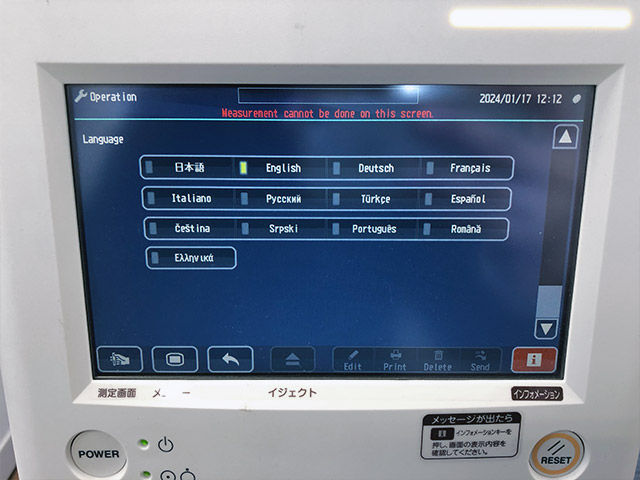 Operation
2024/01/17 12:12
Measurement cannot be done on this screen.
Language
日本語 English Deutsch Français
Italiano Русский Türkçe Español
Čeština Srpski Português Română
Ελληνικά
Edit Print Delete Send i
測定画面 メ ー イジェクト インフォメーション
メッセージが出たら
i インフォメーションキーを
押し、画面の表示内容を
確認してください。
POWER
RESET